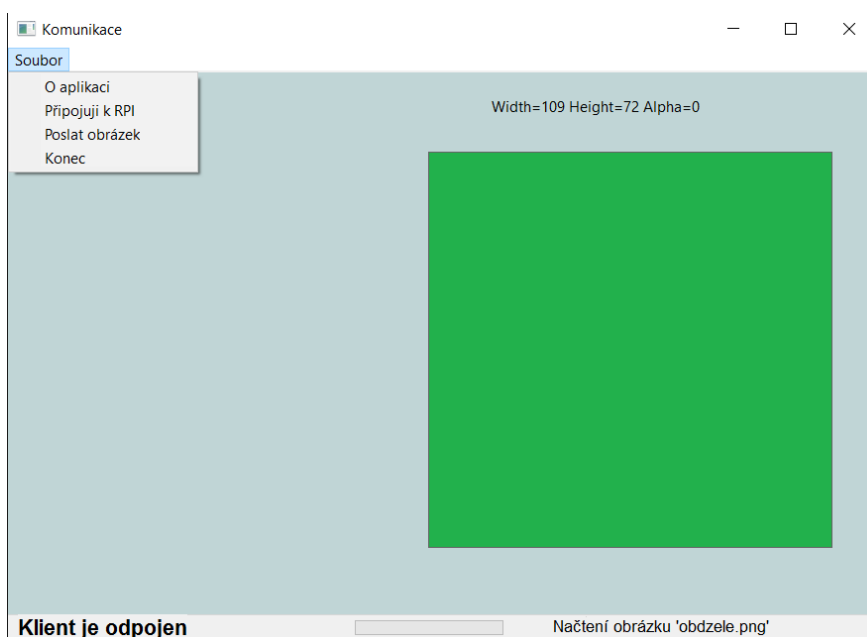 Komunikace
Soubor
O aplikaci
Připojuji k RPI
Poslat obrázek
Konec
Width=109 Height=72 Alpha=0
Klient je odpojen
Načtení obrázku 'obdzele.png'